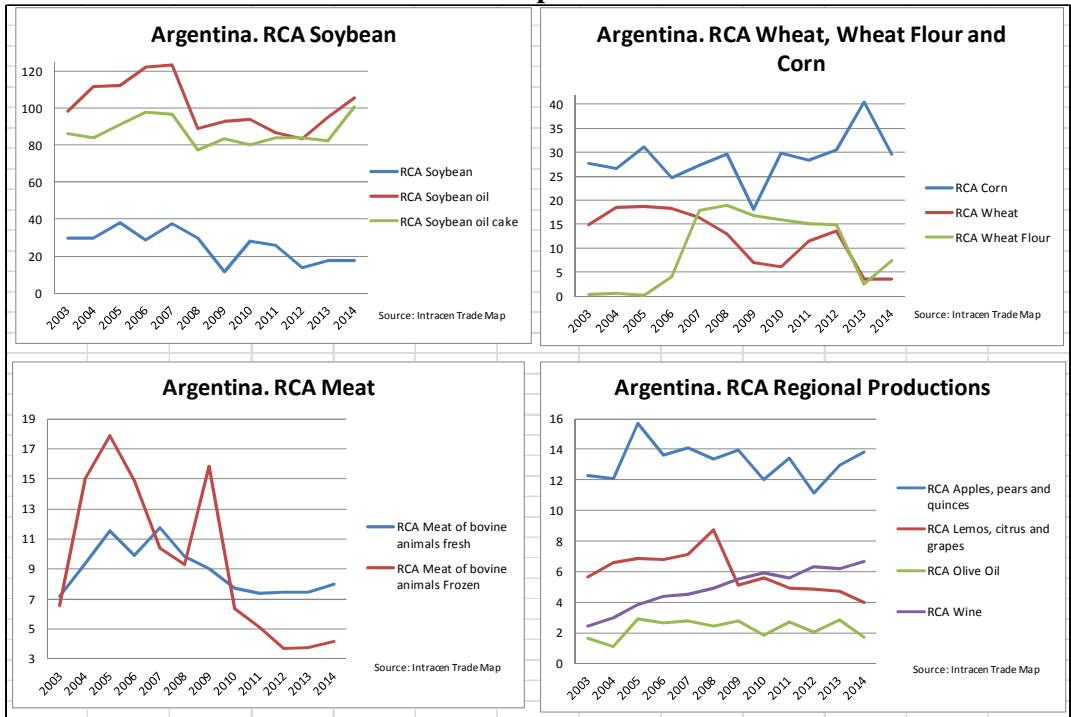 Argentina. RCA Soybean
120
100
80
60
40
20
0
RCA Soybean
RCA Soybean oil
RCA Soybean oil cake
2003 2004 2005 2006 2007 2008 2009 2010 2011 2012 2013 2014
Source: Intracen Trade Map
Argentina. RCA Wheat, Wheat Flour and
Corn
40
35
30
25
20
15
10
5
0
RCA Corn
RCA Wheat
RCA Wheat Flour
2003 2004 2005 2006 2007 2008 2009 2010 2011 2012 2013 2014
Source: Intracen Trade Map
Argentina. RCA Meat
19
17
15
13
11
9
7
5
3
RCA Meat of bovine
animals fresh
RCA Meat of bovine
animals Frozen
2003 2004 2005 2006 2007 2008 2009 2010 2011 2012 2013 2014
Source: Intracen Trade Map
Argentina. RCA Regional Productions
16
14
12
10
8
6
4
2
0
RCA Apples, pears and
quinces
RCA Lemos, citrus and
grapes
RCA Olive Oil
RCA Wine
2003 2004 2005 2006 2007 2008 2009 2010 2011 2012 2013 2014
Source: Intracen Trade Map